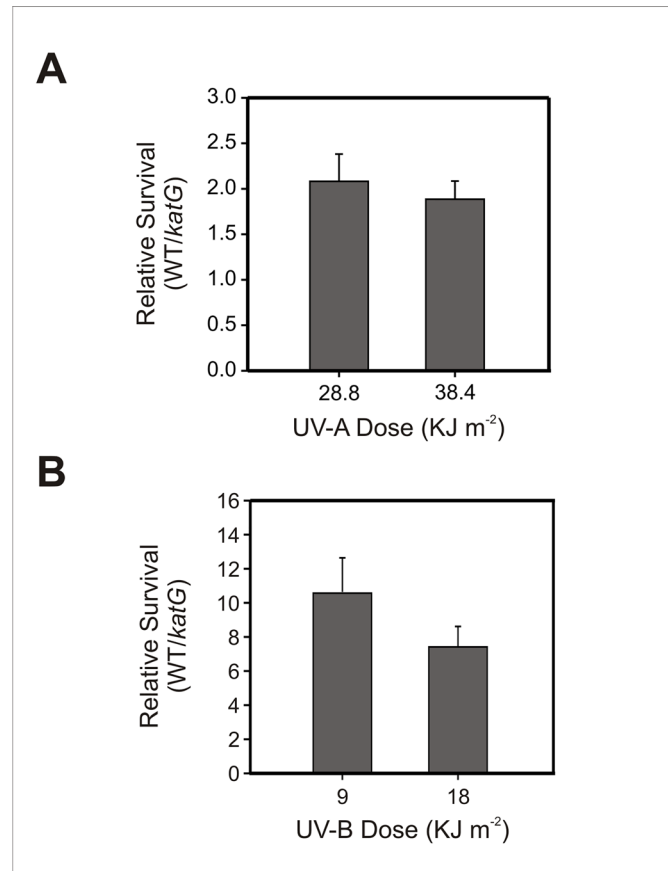 A
Relative Survival
(WT/katG)
3.0
2.5
2.0
1.5
1.0
0.5
0.0
28.8 38.4
UV-A Dose (KJ m-2)
B
Relative Survival
(WT/katG)
16
14
12
10
8
6
4
2
0
9 18
UV-B Dose (KJ m-2)